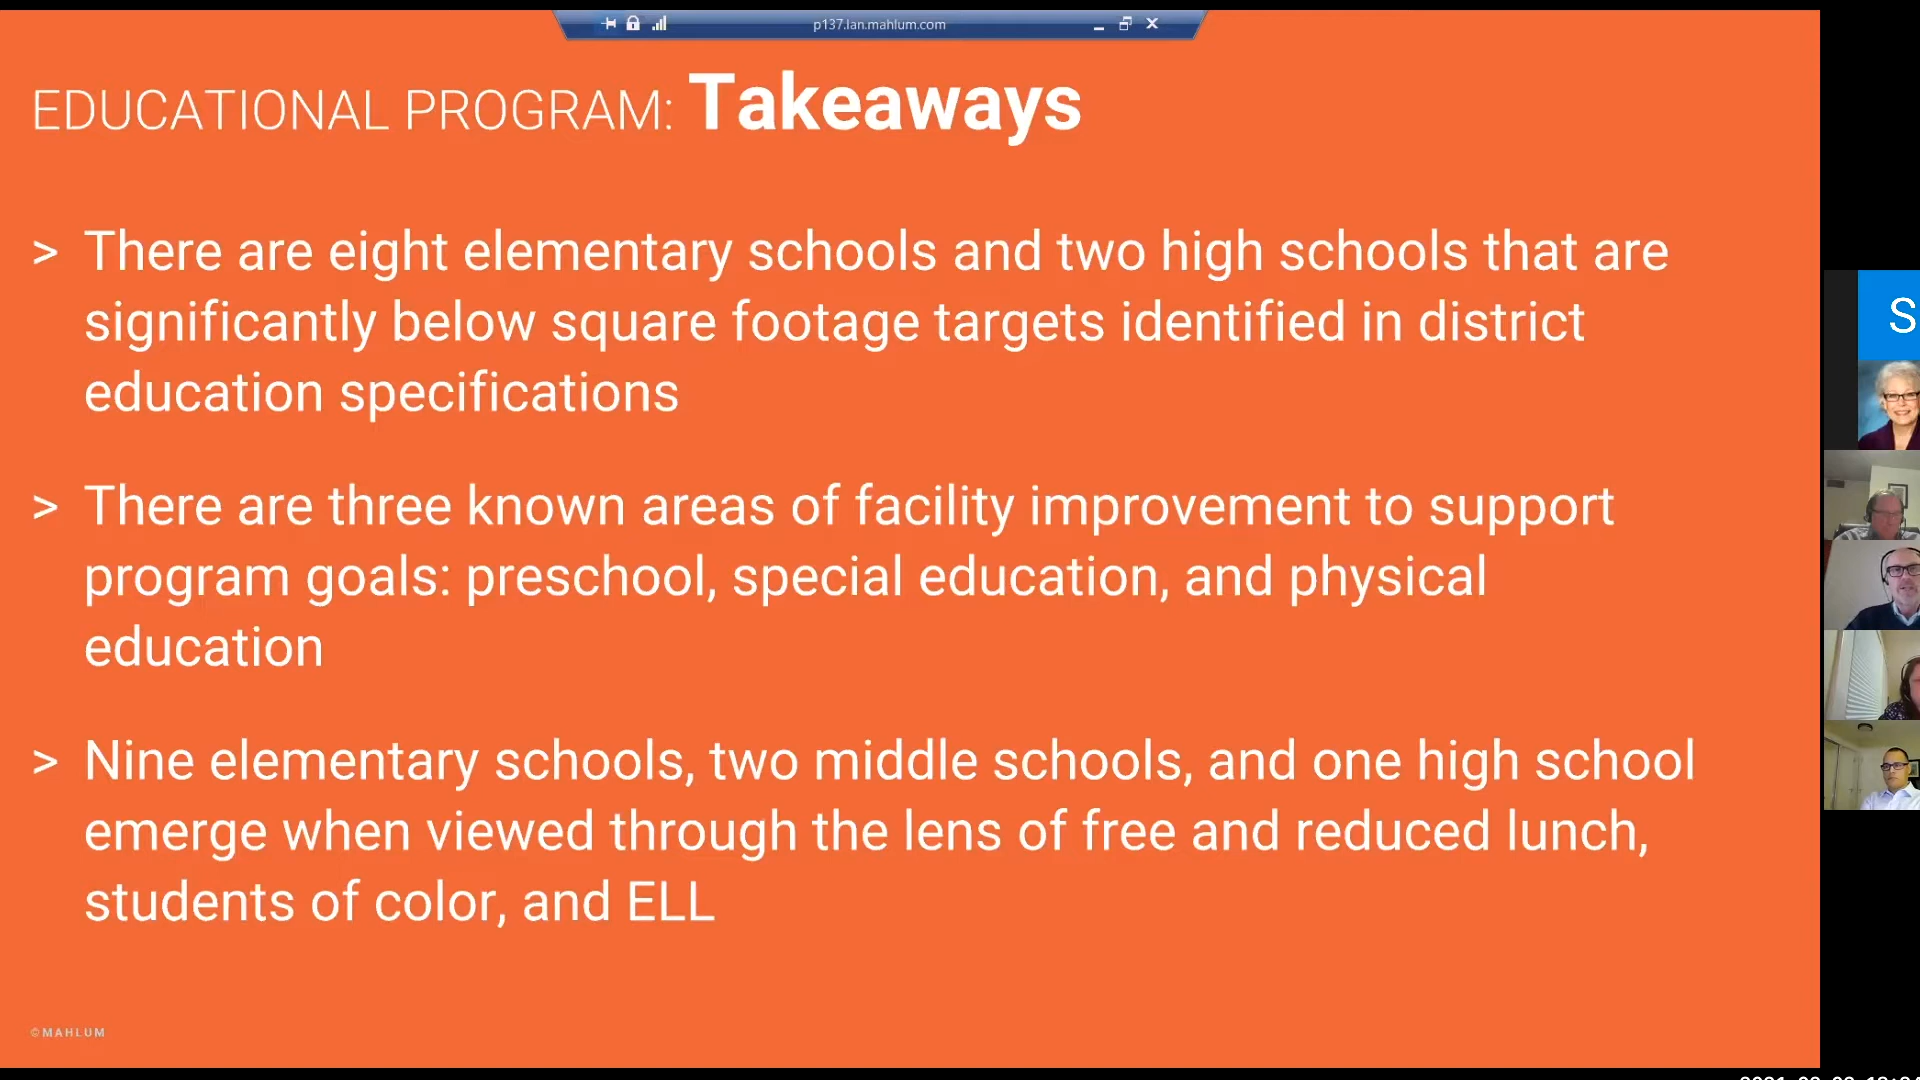 p137.lan.mahlum.com
EDUCATIONAL PROGRAM: Takeaways
> There are eight elementary schools and two high schools that are
significantly below square footage targets identified in district
education specifications
> There are three known areas of facility improvement to support
program goals: preschool, special education, and physical
education
> Nine elementary schools, two middle schools, and one high school
emerge when viewed through the lens of free and reduced lunch,
students of color, and ELL
©MAHLUM
S